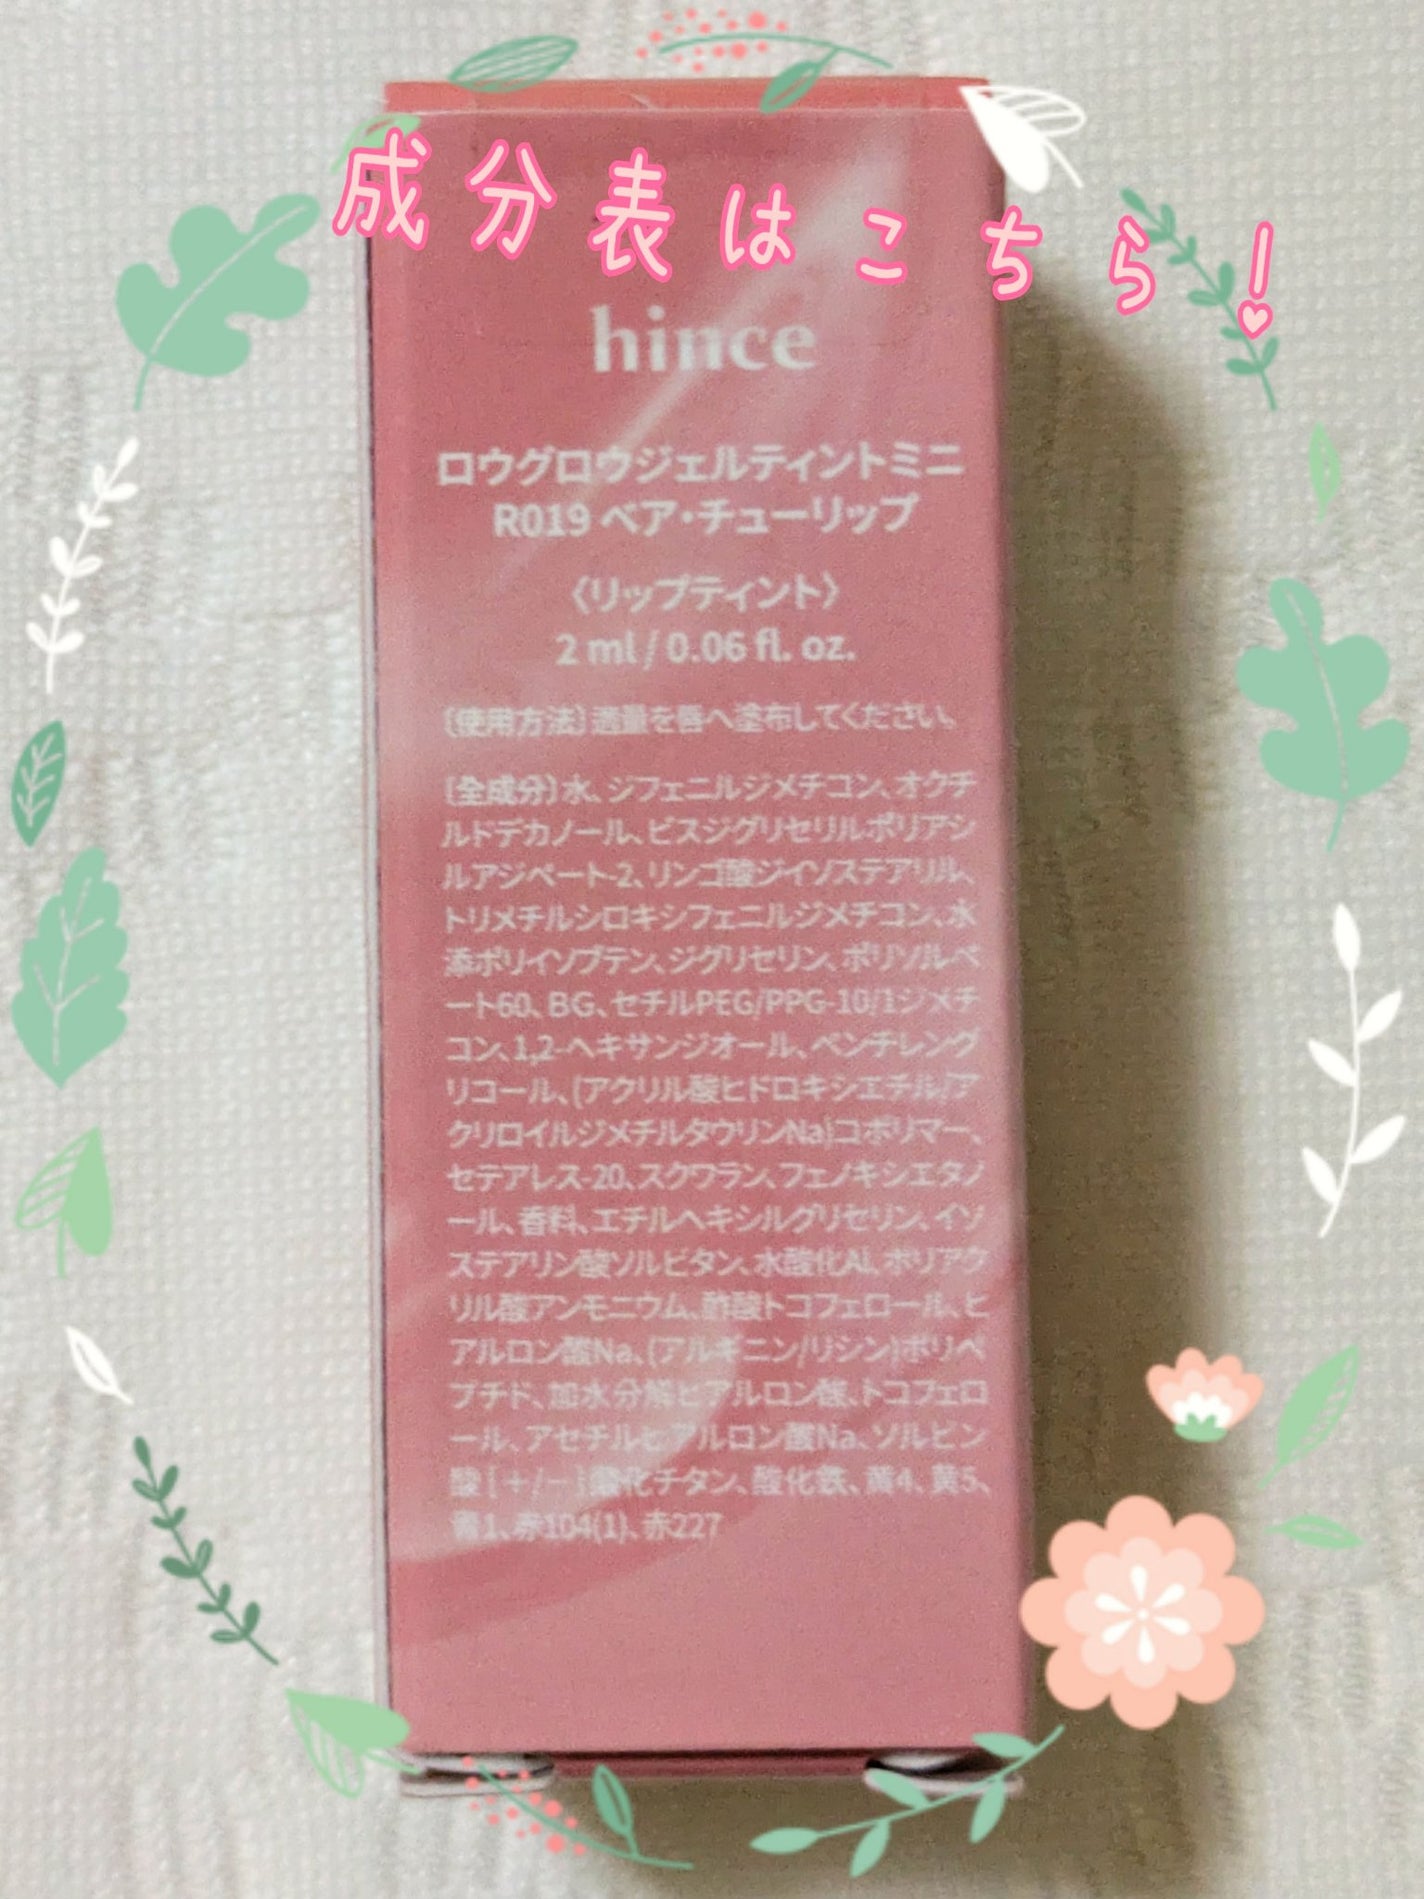 成分表はこちら!
hince
ロウグロウジェルティントミニ
R019 ベア・チューリップ
〈リップティント〉
2 ml / 0.06 fl. oz.
〔使用方法〕適量を唇へ塗布してください。
〔全成分〕水、ジフェニルジメチコン、オクチ
ルドデカノール、ビスジグリセリルポリアシ
ルアジペート-2、リンゴ酸ジイソステアリル、
トリメチルシロキシフェニルジメチコン、水
添ポリイソブテン、ジグリセリン、ポリソルベ
ート60、BG、セチルPEG/PPG-10/1ジメチ
コン、1,2-ヘキサンジオール、ペンチレング
リコール、(アクリル酸ヒドロキシエチル/ア
クリロイルジメチルタウリンNa)コポリマー、
セテアレス-20、スクワラン、フェノキシエタノ
ール、香料、エチルヘキシルグリセリン、イソ
ステアリン酸ソルビタン、水酸化Al、ポリアク
リル酸アンモニウム、酢酸トコフェロール、ヒ
アルロン酸Na、(アルギニン/リシン)ポリペ
プチド、加水分解ヒアルロン酸、トコフェロ
ール、アセチルヒアルロン酸Na、ソルビン
酸〔+/−〕酸化チタン、酸化鉄、黄4、黄5、
青1、赤104(1)、赤227